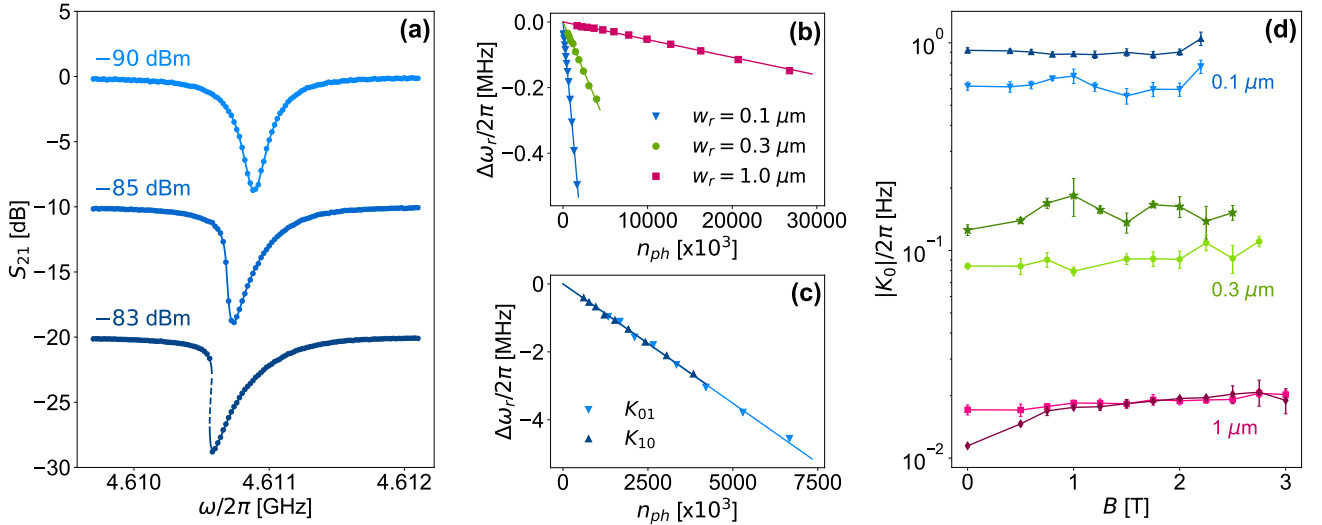 (a)
−90 dBm
−85 dBm
−83 dBm
5
0
−5
−10
−15
−20
−25
−30
S₂₁ [dB]
4.610
4.611
4.612
ω/2π [GHz]
(b)
0.0
−0.2
−0.4
Δωᵣ/2π [MHz]
wᵣ = 0.1 μm
wᵣ = 0.3 μm
wᵣ = 1.0 μm
0
10000
20000
30000
nₚₕ [x10³]
(c)
0
−2
−4
Δωᵣ/2π [MHz]
K₀₁
K₁₀
0
2500
5000
7500
nₚₕ [x10³]
(d)
10⁰
10⁻¹
10⁻²
|K₀|/2π [Hz]
0.1 μm
0.3 μm
1 μm
0
1
2
3
B [T]